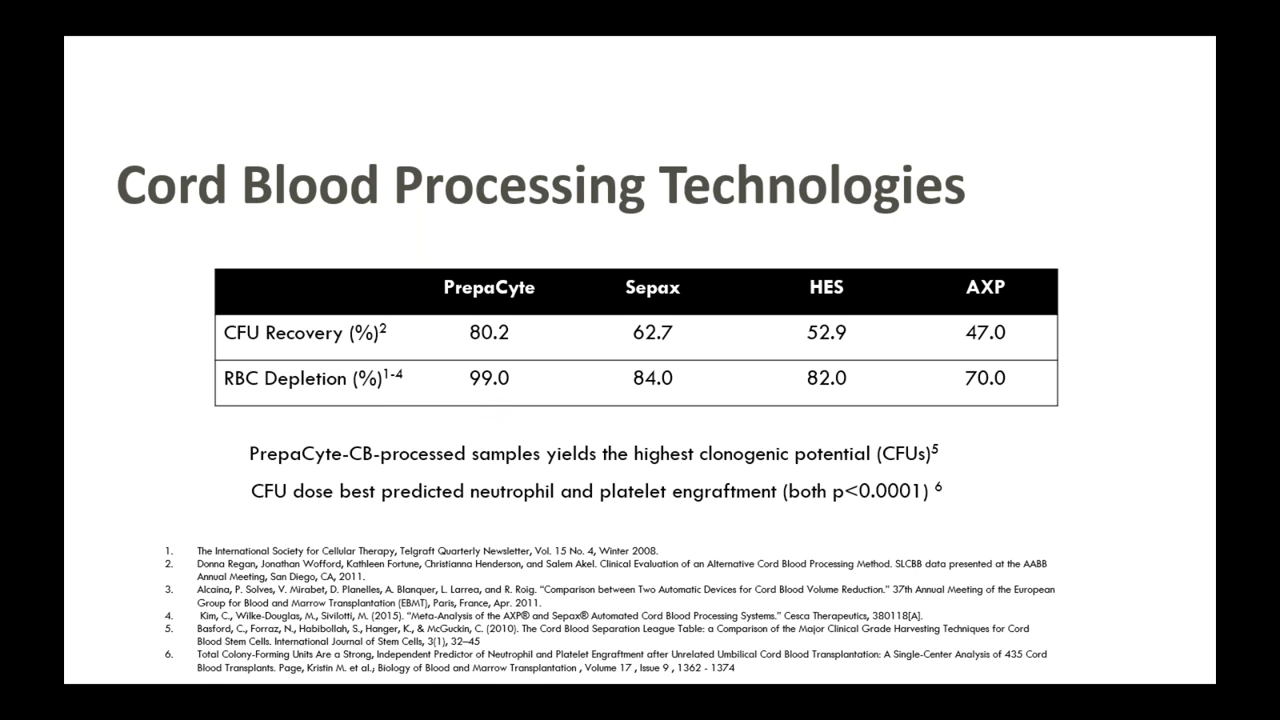 Cord Blood Processing Technologies
PrepaCyte Sepax HES AXP
CFU Recovery (%)2 80.2 62.7 52.9 47.0
RBC Depletion (%)1-4 99.0 84.0 82.0 70.0
PrepaCyte-CB-processed samples yields the highest clonogenic potential (CFUs)5
CFU dose best predicted neutrophil and platelet engraftment (both p<0.0001) 6
1. The International Society for Cellular Therapy, Telgraft Quarterly Newsletter, Vol. 15 No. 4, Winter 2008.
2. Donna Regan, Jonathan Wofford, Kathleen Fortune, Christianna Henderson, and Salem Akel. Clinical Evaluation of an Alternative Cord Blood Processing Method. SLCBB data presented at the AABB
Annual Meeting, San Diego, CA, 2011.
3. Alcaina, P. Solves, V. Mirabet, D. Planelles, A. Blanquer, L. Larrea, and R. Roig. “Comparison between Two Automatic Devices for Cord Blood Volume Reduction.” 37th Annual Meeting of the European
Group for Blood and Marrow Transplantation (EBMT), Paris, France, Apr. 2011.
4. Kim, C., Wilke-Douglas, M., Sivilotti, M. (2015). “Meta-Analysis of the AXP® and Sepax® Automated Cord Blood Processing Systems.” Cesca Therapeutics, 380118[A].
5. Basford, C., Forraz, N., Habibollah, S., Hanger, K., & McGuckin, C. (2010). The Cord Blood Separation League Table: a Comparison of the Major Clinical Grade Harvesting Techniques for Cord
Blood Stem Cells. International Journal of Stem Cells, 3(1), 32–45
6. Total Colony-Forming Units Are a Strong, Independent Predictor of Neutrophil and Platelet Engraftment after Unrelated Umbilical Cord Blood Transplantation: A Single-Center Analysis of 435 Cord
Blood Transplants. Page, Kristin M. et al.; Biology of Blood and Marrow Transplantation , Volume 17 , Issue 9 , 1362 - 1374